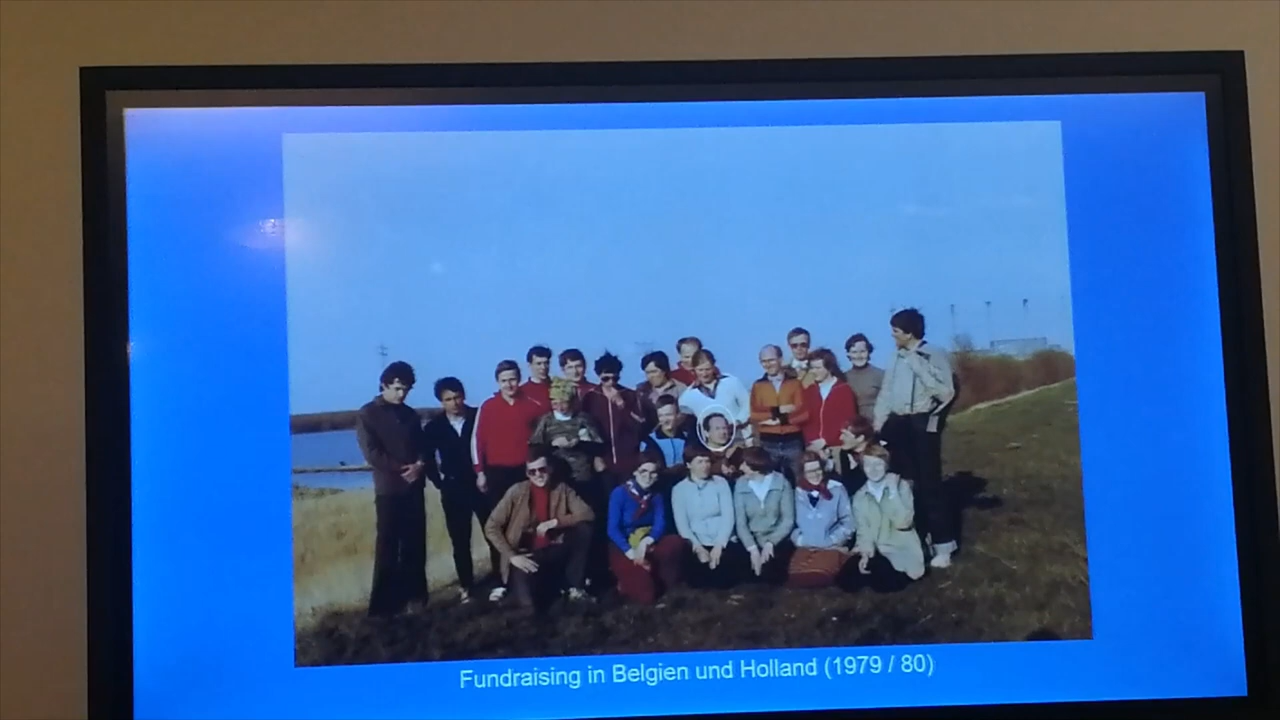 Fundraising in Belgien und Holland (1979 / 80)